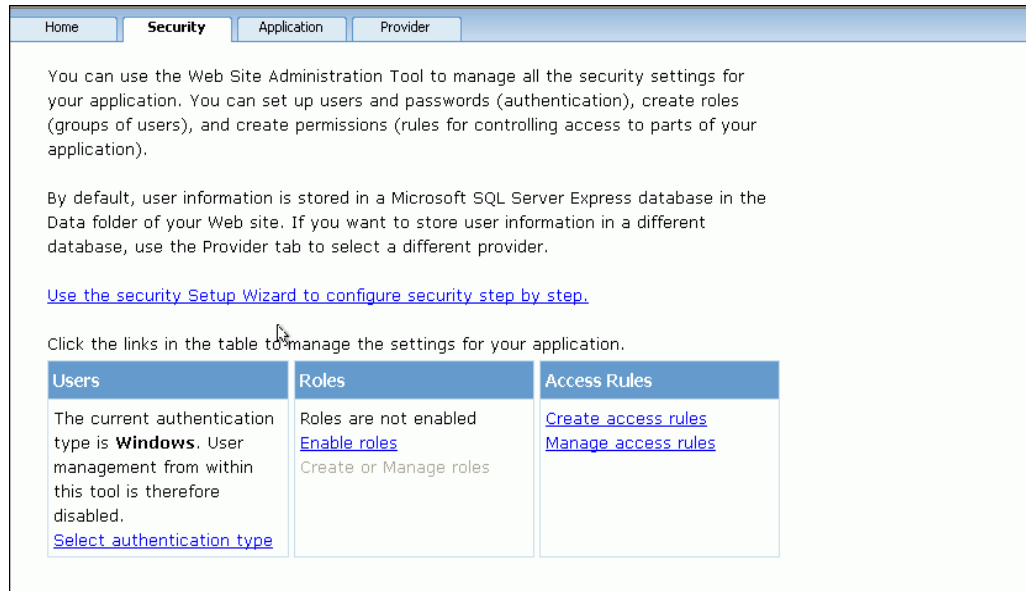 Home Security Application Provider
You can use the Web Site Administration Tool to manage all the security settings for
your application. You can set up users and passwords (authentication), create roles
(groups of users), and create permissions (rules for controlling access to parts of your
application).
By default, user information is stored in a Microsoft SQL Server Express database in the
Data folder of your Web site. If you want to store user information in a different
database, use the Provider tab to select a different provider.
Use the security Setup Wizard to configure security step by step.
Click the links in the table to manage the settings for your application.
Users
The current authentication
type is Windows. User
management from within
this tool is therefore
disabled.
Select authentication type
Roles
Roles are not enabled
Enable roles
Create or Manage roles
Access Rules
Create access rules
Manage access rules